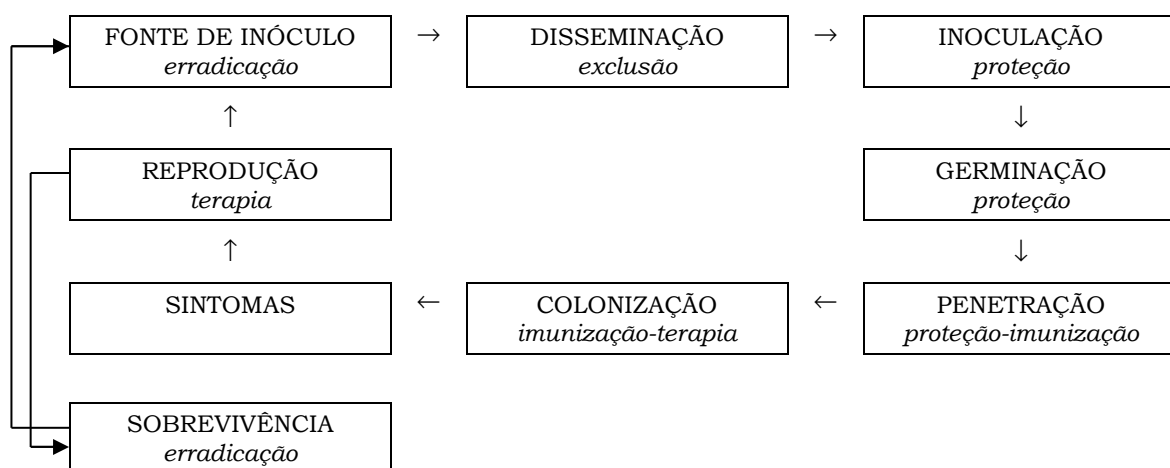 FONTE DE INÓCULO → DISSEMINAÇÃO → INOCULAÇÃO
erradicação exclusão proteção
↑ ↓
REPRODUÇÃO GERMINAÇÃO
terapia proteção
↑ ↓
SINTOMAS ← COLONIZAÇÃO ← PENETRAÇÃO
imunização-terapia proteção-imunização
SOBREVIVÊNCIA
erradicação